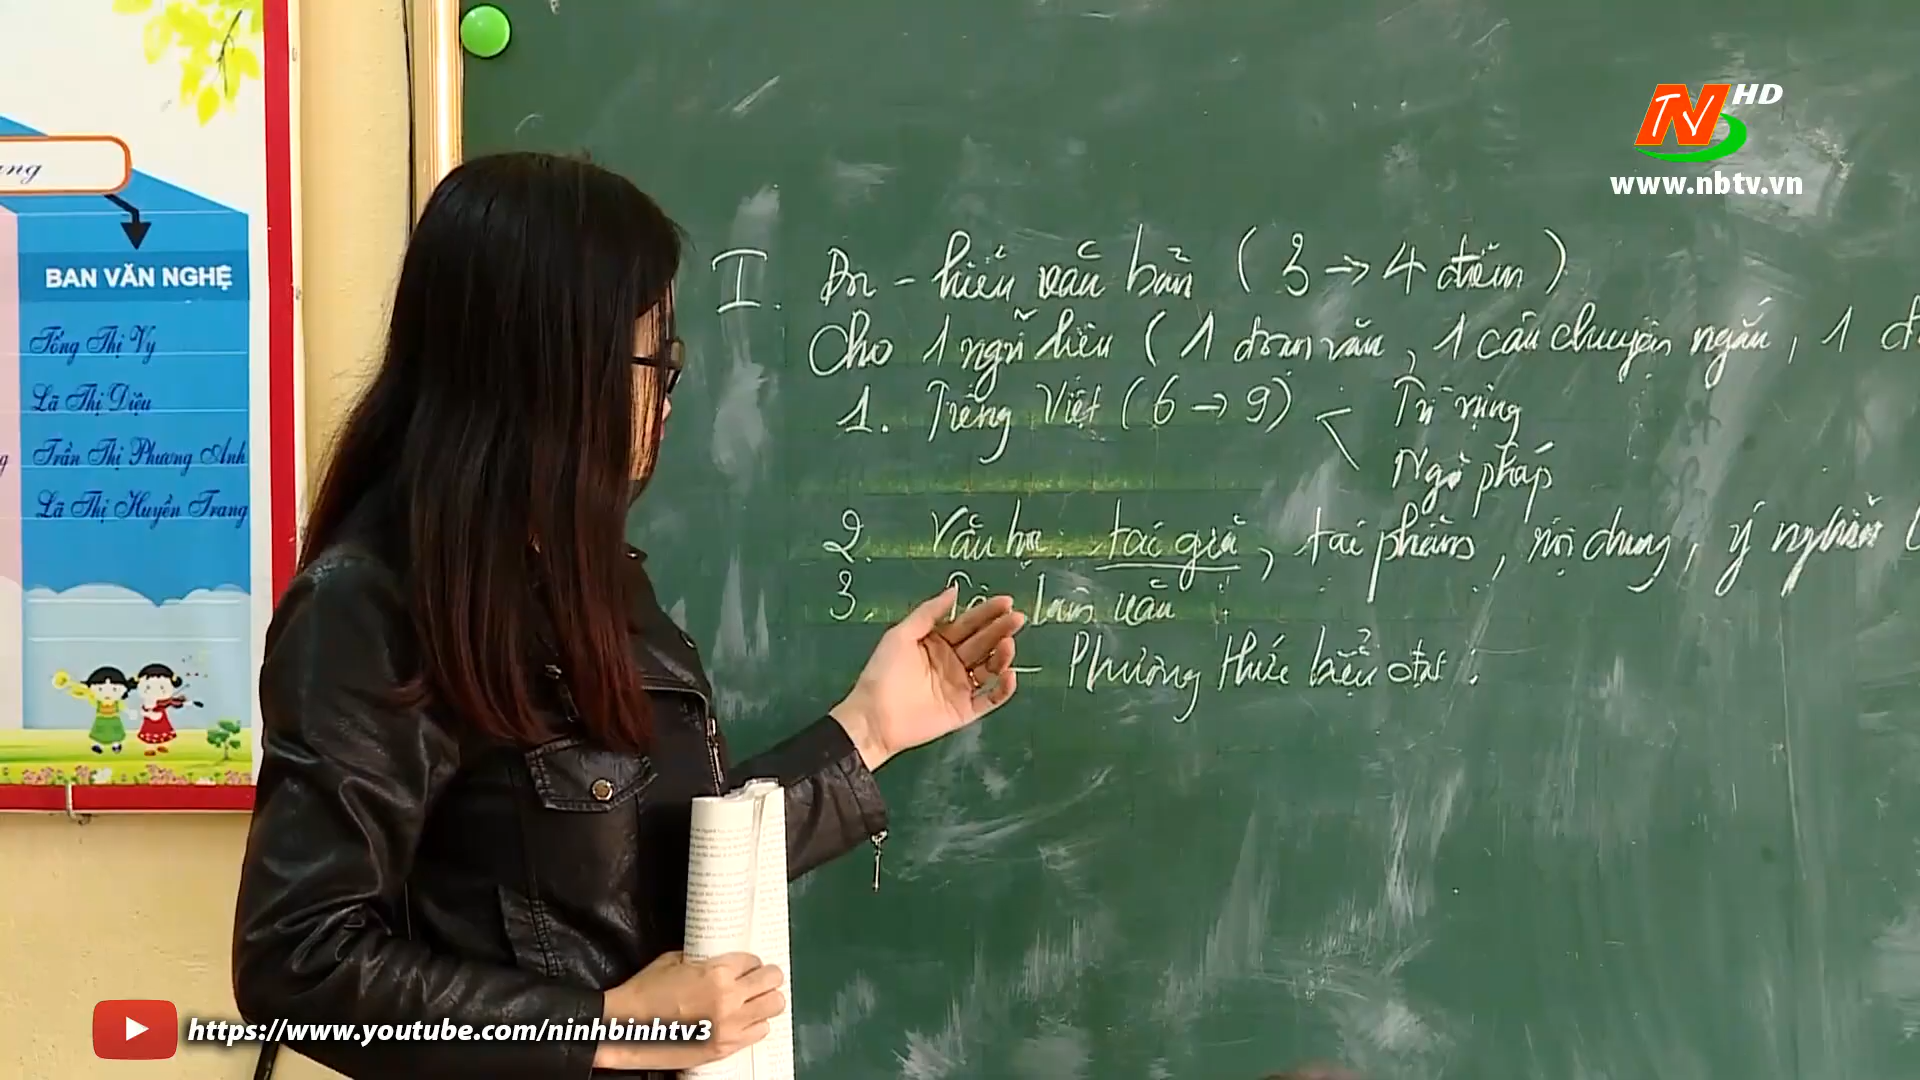 ng
BAN VĂN NGHỆ
Tống Thị Vy
Lã Thị Diệu
Trần Thị Phương Anh
Lã Thị Huyền Trang
g
NTV HD
www.nbtv.vn
I. Đọc - hiểu văn bản ( 3 → 4 điểm )
Cho 1 ngữ liệu ( 1 đoạn văn , 1 câu chuyện ngắn , 1 đ
1. Tiếng Việt ( 6 → 9 ) < Từ vựng
Ngữ pháp
2. Văn học : tác giả , tác phẩm , nội dung , ý nghĩa (
3. làm văn
– Phương thức biểu đạt :
https://www.youtube.com/ninhbinhtv3